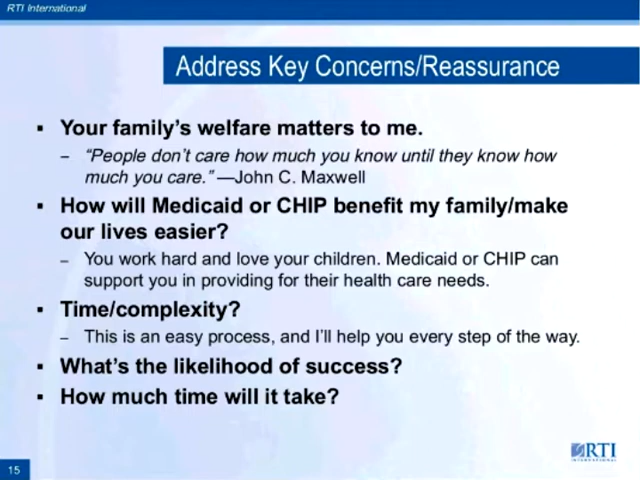 RTI International
Address Key Concerns/Reassurance
▪ Your family's welfare matters to me.
– “People don't care how much you know until they know how
much you care.” —John C. Maxwell
▪ How will Medicaid or CHIP benefit my family/make
our lives easier?
– You work hard and love your children. Medicaid or CHIP can
support you in providing for their health care needs.
▪ Time/complexity?
– This is an easy process, and I'll help you every step of the way.
▪ What's the likelihood of success?
▪ How much time will it take?
RTI
INTERNATIONAL
15